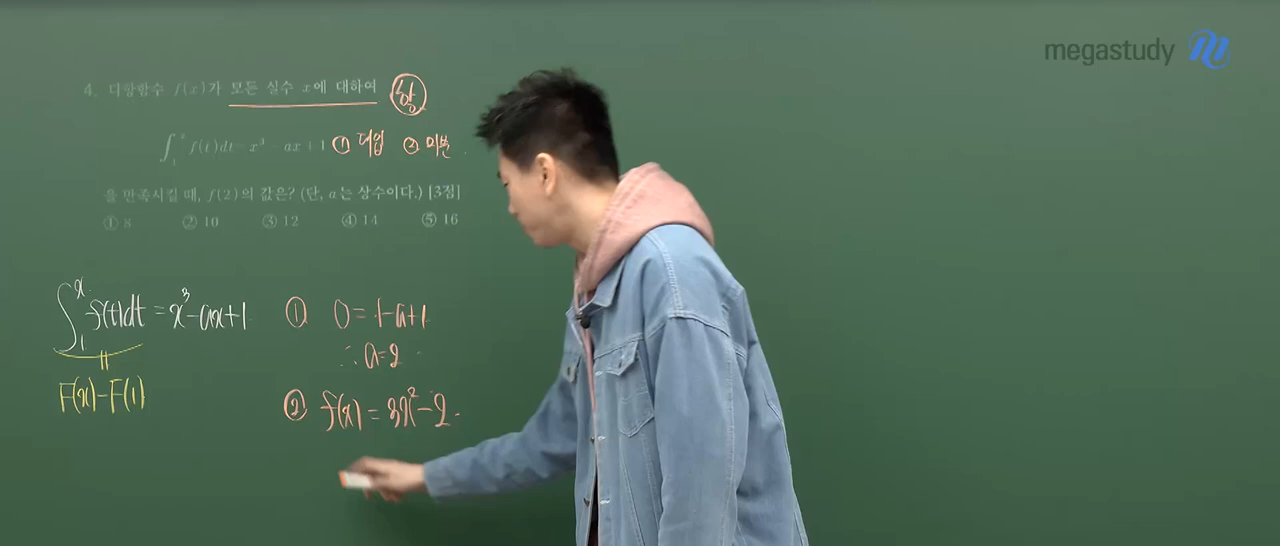 megastudy
4. 다항함수 f(x)가 모든 실수 x에 대하여 항
∫₁ˣ f(t)dt = x³ - ax + 1 ① 대입 ② 미분
을 만족시킬 때, f(2)의 값은? (단, a는 상수이다.) [3점]
① 8 ② 10 ③ 12 ④ 14 ⑤ 16
∫₁ˣ f(t)dt = x³ - ax + 1
F(x) - F(1)
① 0 = 1 - a + 1
∴ a = 2
② f(x) = 3x² - 2